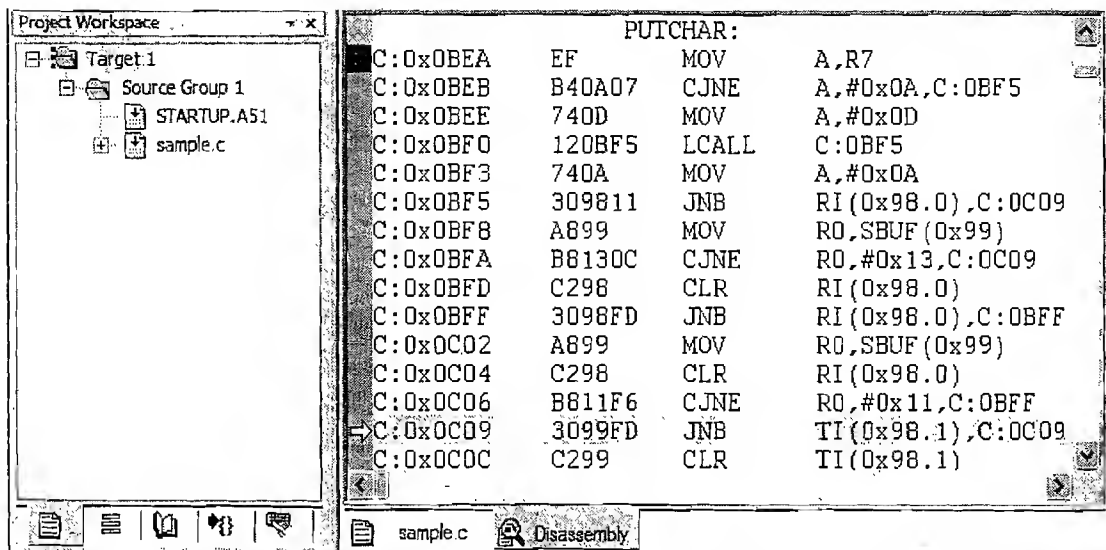 Project Workspace
Target 1
Source Group 1
STARTUP.A51
sample.c
PUTCHAR:
C:0x0BEA EF MOV A,R7
C:0x0BEB B40A07 CJNE A,#0x0A,C:0BF5
C:0x0BEE 740D MOV A,#0x0D
C:0x0BF0 120BF5 LCALL C:0BF5
C:0x0BF3 740A MOV A,#0x0A
C:0x0BF5 309811 JNB RI(0x98.0),C:0C09
C:0x0BF8 A899 MOV R0,SBUF(0x99)
C:0x0BFA B8130C CJNE R0,#0x13,C:0C09
C:0x0BFD C298 CLR RI(0x98.0)
C:0x0BFF 3098FD JNB RI(0x98.0),C:0BFF
C:0x0C02 A899 MOV R0,SBUF(0x99)
C:0x0C04 C298 CLR RI(0x98.0)
C:0x0C06 B811F6 CJNE R0,#0x11,C:0BFF
C:0x0C09 3099FD JNB TI(0x98.1),C:0C09
C:0x0C0C C299 CLR TI(0x98.1)
sample.c Disassembly